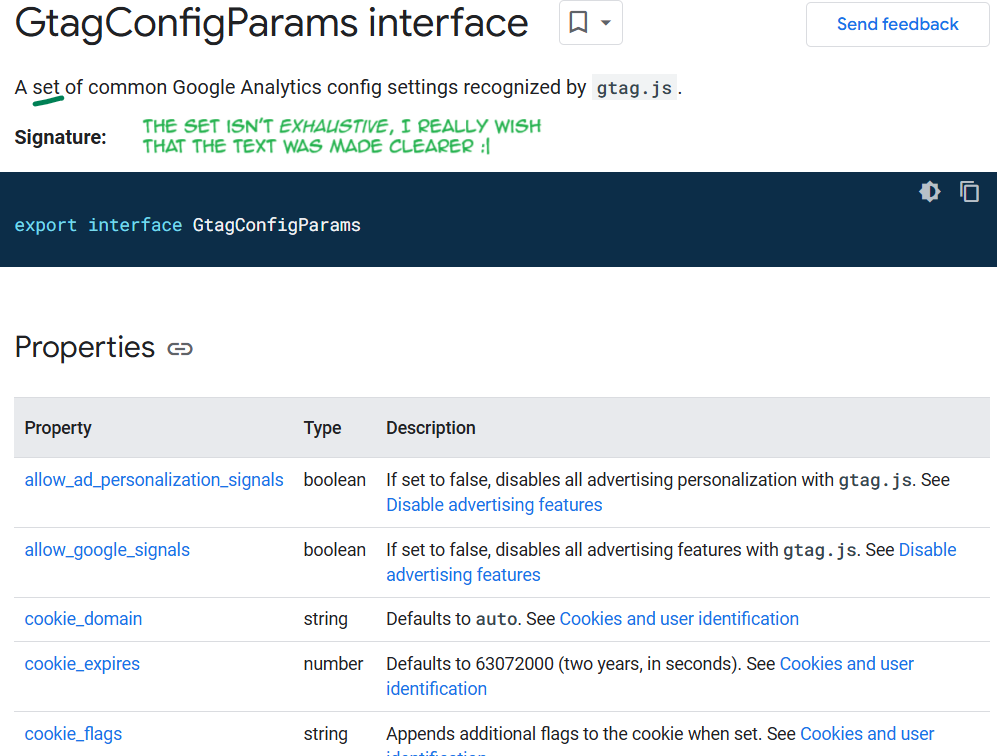 GtagConfigParams interface
Send feedback
A set of common Google Analytics config settings recognized by gtag.js.
Signature:
THE SET ISN'T EXHAUSTIVE, I REALLY WISH
THAT THE TEXT WAS MADE CLEARER :|
export interface GtagConfigParams
Properties
Property Type Description
allow_ad_personalization_signals boolean If set to false, disables all advertising personalization with gtag.js. See
Disable advertising features
allow_google_signals boolean If set to false, disables all advertising features with gtag.js. See Disable
advertising features
cookie_domain string Defaults to auto. See Cookies and user identification
cookie_expires number Defaults to 63072000 (two years, in seconds). See Cookies and user
identification
cookie_flags string Appends additional flags to the cookie when set. See Cookies and user